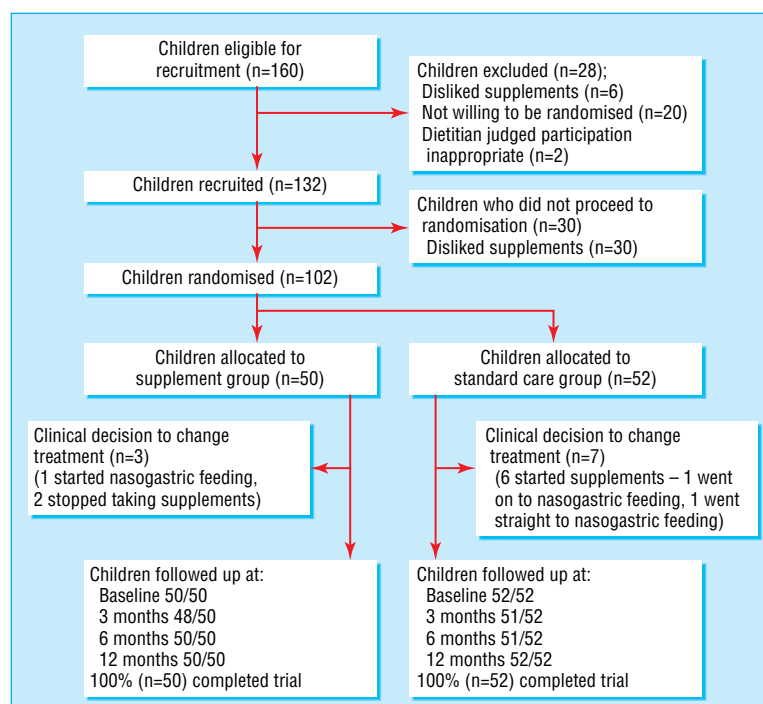 Children eligible for
recruitment (n=160)
Children excluded (n=28);
Disliked supplements (n=6)
Not willing to be randomised (n=20)
Dietitian judged participation
inappropriate (n=2)
Children recruited (n=132)
Children who did not proceed to
randomisation (n=30)
Disliked supplements (n=30)
Children randomised (n=102)
Children allocated to
supplement group (n=50)
Children allocated to
standard care group (n=52)
Clinical decision to change
treatment (n=3)
(1 started nasogastric feeding,
2 stopped taking supplements)
Clinical decision to change
treatment (n=7)
(6 started supplements – 1 went
on to nasogastric feeding, 1 went
straight to nasogastric feeding)
Children followed up at:
Baseline 50/50
3 months 48/50
6 months 50/50
12 months 50/50
100% (n=50) completed trial
Children followed up at:
Baseline 52/52
3 months 51/52
6 months 51/52
12 months 52/52
100% (n=52) completed trial